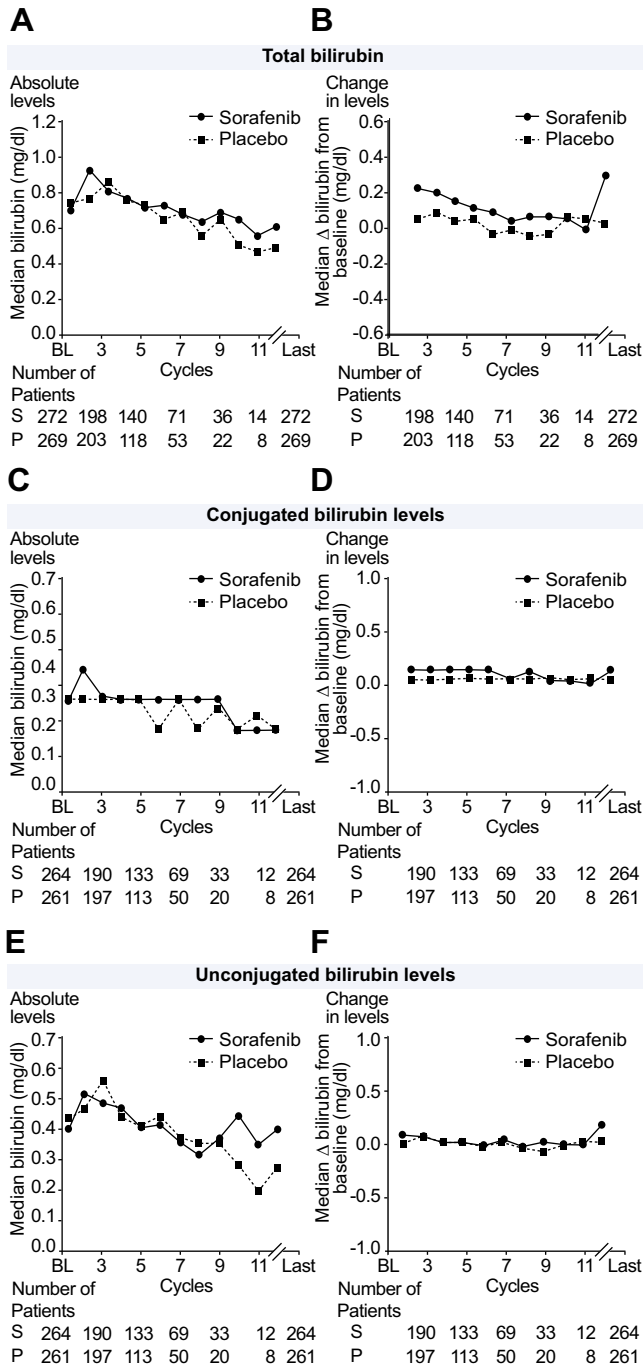 A
B
Total bilirubin
Absolute
levels
Sorafenib
Placebo
Median bilirubin (mg/dl)
1.2
1.0
0.8
0.6
0.4
0.2
0.0
BL 3 5 7 9 11 Last
Cycles
Change
in levels
Sorafenib
Placebo
Median Δ bilirubin from
baseline (mg/dl)
0.6
0.4
0.2
0.0
-0.2
-0.4
-0.6
BL 3 5 7 9 11 Last
Cycles
Number of
Patients
S 272 198 140 71 36 14 272
P 269 203 118 53 22 8 269
Number of
Patients
S 198 140 71 36 14 272
P 203 118 53 22 8 269
C
D
Conjugated bilirubin levels
Absolute
levels
Sorafenib
Placebo
Median bilirubin (mg/dl)
0.7
0.6
0.4
0.3
0.2
0.0
BL 3 5 7 9 11 Last
Cycles
Change
in levels
Sorafenib
Placebo
Median Δ bilirubin from
baseline (mg/dl)
1.0
0.5
0.0
-0.5
-1.0
BL 3 5 7 9 11 Last
Cycles
Number of
Patients
S 264 190 133 69 33 12 264
P 261 197 113 50 20 8 261
Number of
Patients
S 190 133 69 33 12 264
P 197 113 50 20 8 261
E
F
Unconjugated bilirubin levels
Absolute
levels
Sorafenib
Placebo
Median bilirubin (mg/dl)
0.7
0.6
0.5
0.4
0.3
0.2
0.1
0.0
BL 3 5 7 9 11 Last
Cycles
Change
in levels
Sorafenib
Placebo
Median Δ bilirubin from
baseline (mg/dl)
1.0
0.5
0.0
-0.5
-1.0
BL 3 5 7 9 11 Last
Cycles
Number of
Patients
S 264 190 133 69 33 12 264
P 261 197 113 50 20 8 261
Number of
Patients
S 190 133 69 33 12 264
P 197 113 50 20 8 261